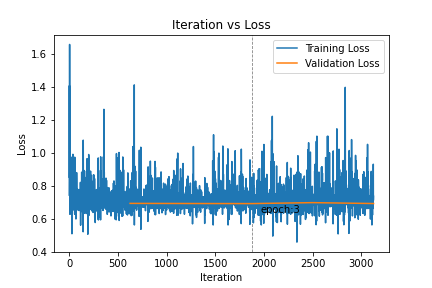 Iteration vs Loss
Training Loss
Validation Loss
1.6
1.4
1.2
1.0
0.8
0.6
0.4
Loss
epoch:3
0 500 1000 1500 2000 2500 3000
Iteration